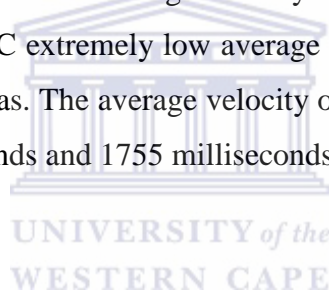 C extremely low average
as. The average velocity o
nds and 1755 milliseconds
UNIVERSITY of the
WESTERN CAPE